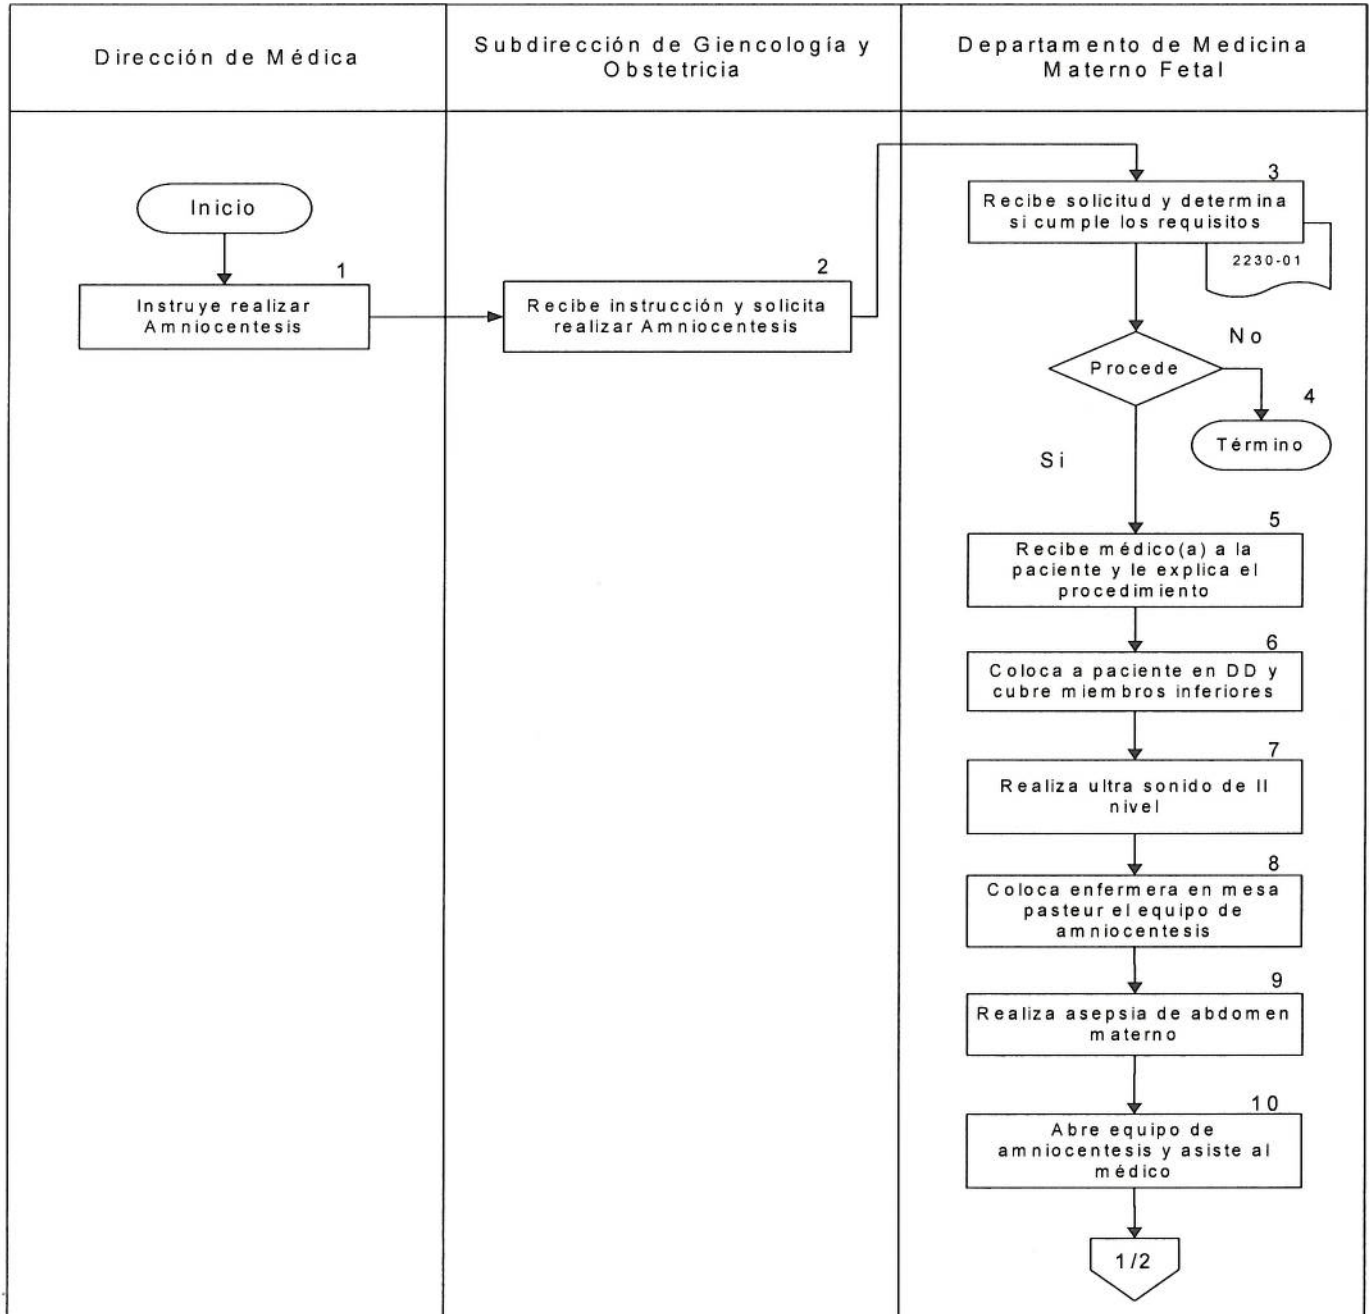 Dirección de Médica
Subdirección de Giencología y
Obstetricia
Departamento de Medicina
Materno Fetal
Inicio
1
Instruye realizar
Amniocentesis
2
Recibe instrucción y solicita
realizar Amniocentesis
3
Recibe solicitud y determina
si cumple los requisitos
2230-01
Procede
No
4
Término
Si
5
Recibe médico(a) a la
paciente y le explica el
procedimiento
6
Coloca a paciente en DD y
cubre miembros inferiores
7
Realiza ultra sonido de II
nivel
8
Coloca enfermera en mesa
pasteur el equipo de
amniocentesis
9
Realiza asepsia de abdomen
materno
10
Abre equipo de
amniocentesis y asiste al
médico
1/2